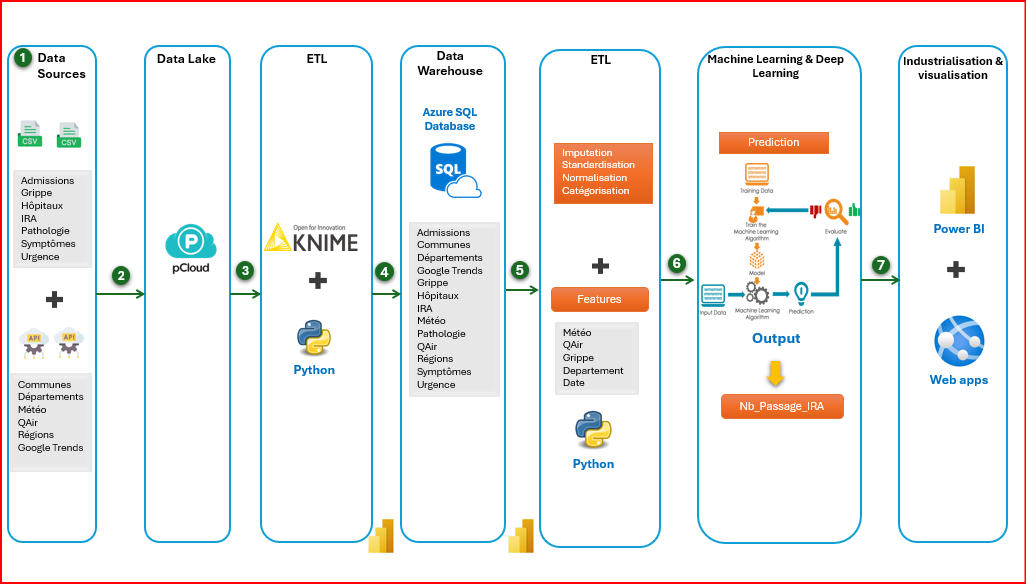 1
Data
Sources
CSV
CSV
Admissions
Grippe
Hôpitaux
IRA
Pathologie
Symptômes
Urgence
API
API
Communes
Départements
Météo
QAir
Régions
Google Trends
2
Data Lake
P
pCloud
3
ETL
Open for Innovation
KNIME
Python
4
Data
Warehouse
Azure SQL
Database
SQL
Admissions
Communes
Départements
Google Trends
Grippe
Hôpitaux
IRA
Météo
Pathologie
QAir
Régions
Symptômes
Urgence
5
ETL
Imputation
Standardisation
Normalisation
Catégorisation
Features
Météo
QAir
Grippe
Departement
Date
Python
6
Machine Learning & Deep
Learning
Prediction
Training Data
Train the
Machine Learning
Algorithm
Evaluate
Model
Input Data
Machine Learning
Algorithm
Prediction
Output
Nb_Passage_IRA
7
Industrialisation &
visualisation
Power BI
Web apps